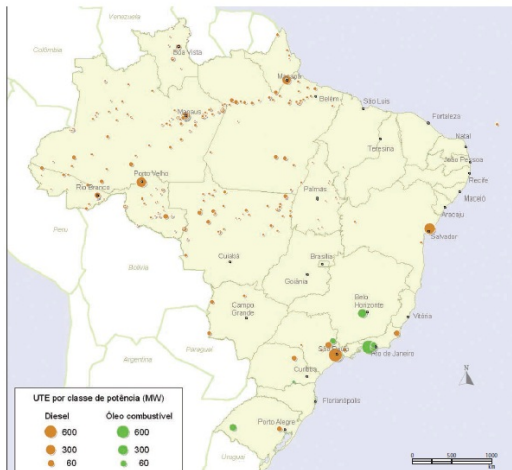 Venezuela
Colômbia
Boa Vista
Macapá
Belém
São Luís
Manaus
Fortaleza
Teresina
Natal
João Pessoa
Recife
Porto Velho
Rio Branco
Palmas
Maceió
Aracaju
Peru
Salvador
Cuiabá
Brasília
Goiânia
Bolívia
Belo
Horizonte
Campo
Grande
Vitória
Paraguai
São Paulo
Rio de Janeiro
Curitiba
Argentina
Florianópolis
Porto Alegre
Uruguai
N
UTE por classe de potência (MW)
Diesel Óleo combustível
600 600
300 300
60 60
0 500 1000
km